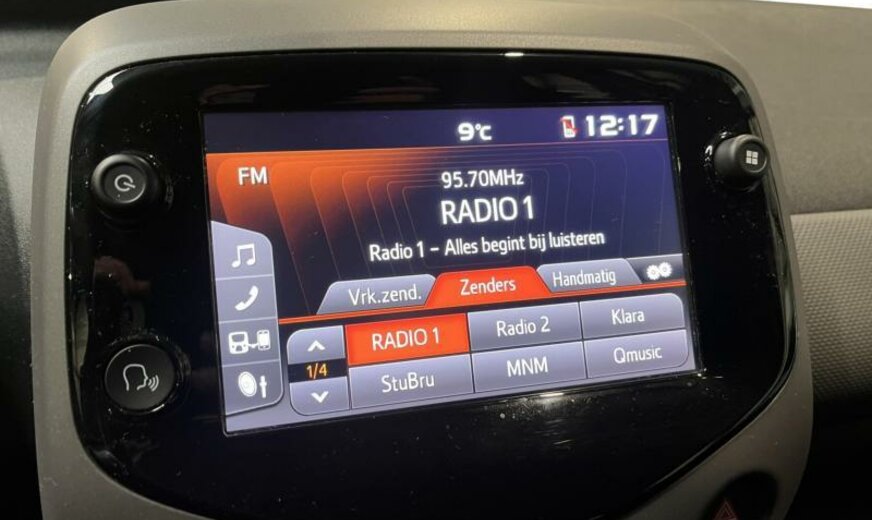 9°c 12:17
FM
95.70MHz
RADIO 1
Radio 1 – Alles begint bij luisteren
Vrk.zend. Zenders Handmatig
RADIO 1 Radio 2 Klara
1/4
StuBru MNM Qmusic